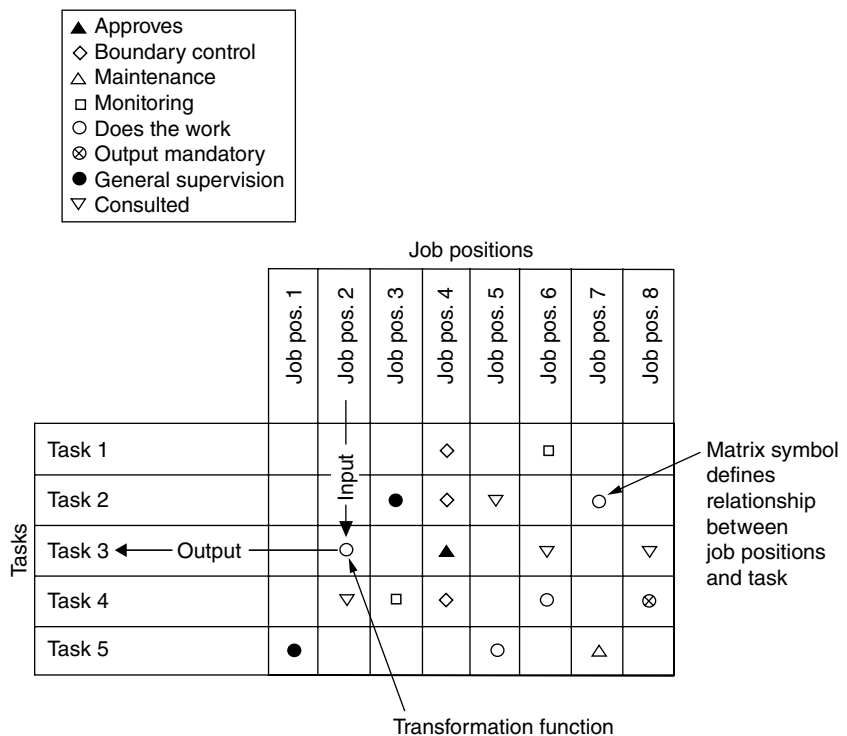 Approves
Boundary control
Maintenance
Monitoring
Does the work
Output mandatory
General supervision
Consulted
Job positions
Job pos. 1
Job pos. 2
Job pos. 3
Job pos. 4
Job pos. 5
Job pos. 6
Job pos. 7
Job pos. 8
Tasks
Task 1
Task 2
Task 3
Task 4
Task 5
Input
Output
Matrix symbol
defines
relationship
between
job positions
and task
Transformation function